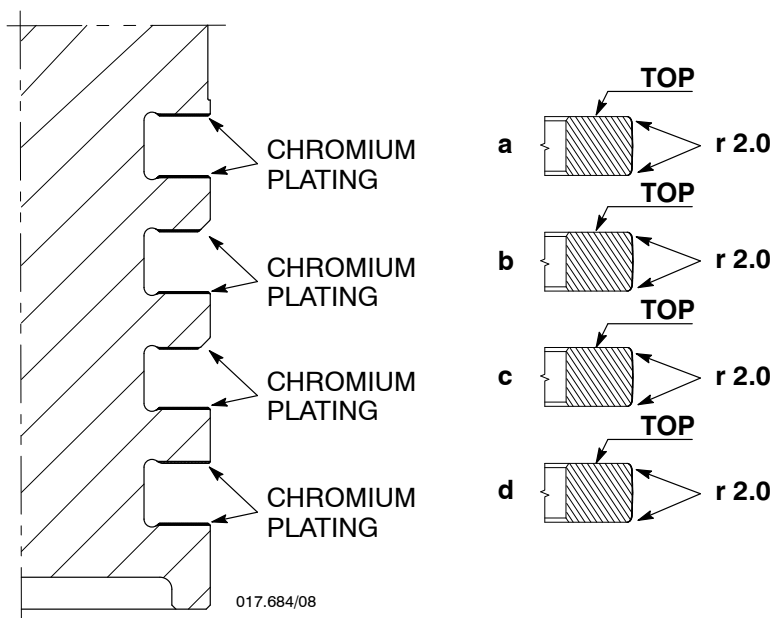 TOP
a
r 2.0
CHROMIUM
PLATING
TOP
b
r 2.0
CHROMIUM
PLATING
TOP
c
r 2.0
CHROMIUM
PLATING
TOP
d
r 2.0
CHROMIUM
PLATING
017.684/08